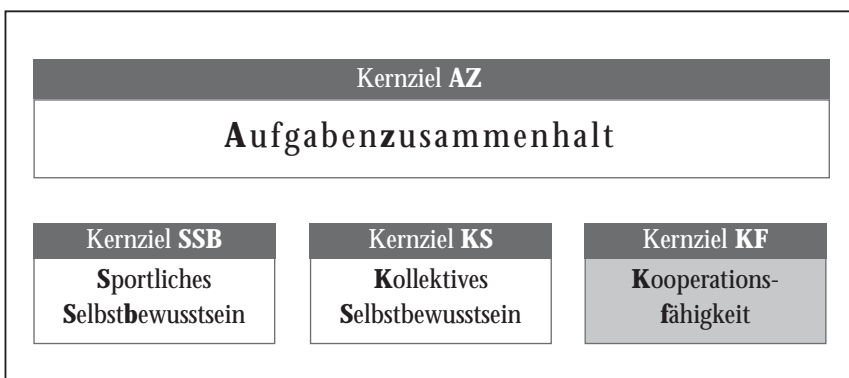 Kernziel AZ
Aufgabenzusammenhalt
Kernziel SSB
Sportliches
Selbstbewusstsein
Kernziel KS
Kollektives
Selbstbewusstsein
Kernziel KF
Kooperations-
fähigkeit